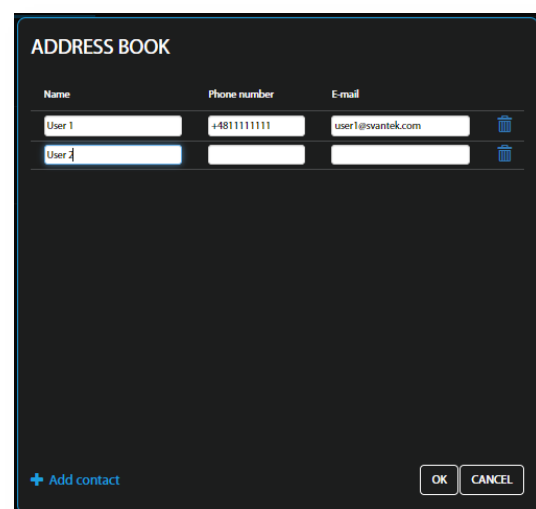 ADDRESS BOOK
Name Phone number E-mail
User 1 +4811111111 user1@svantek.com
User 2
Add contact OK CANCEL